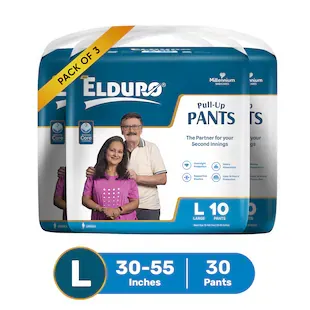 PACK OF 3
ELDURO
Millennium
Pull-Up
PANTS
The Partner for your
Second Innings
L 10
LARGE PANTS
L
30-55
Inches
30
Pants